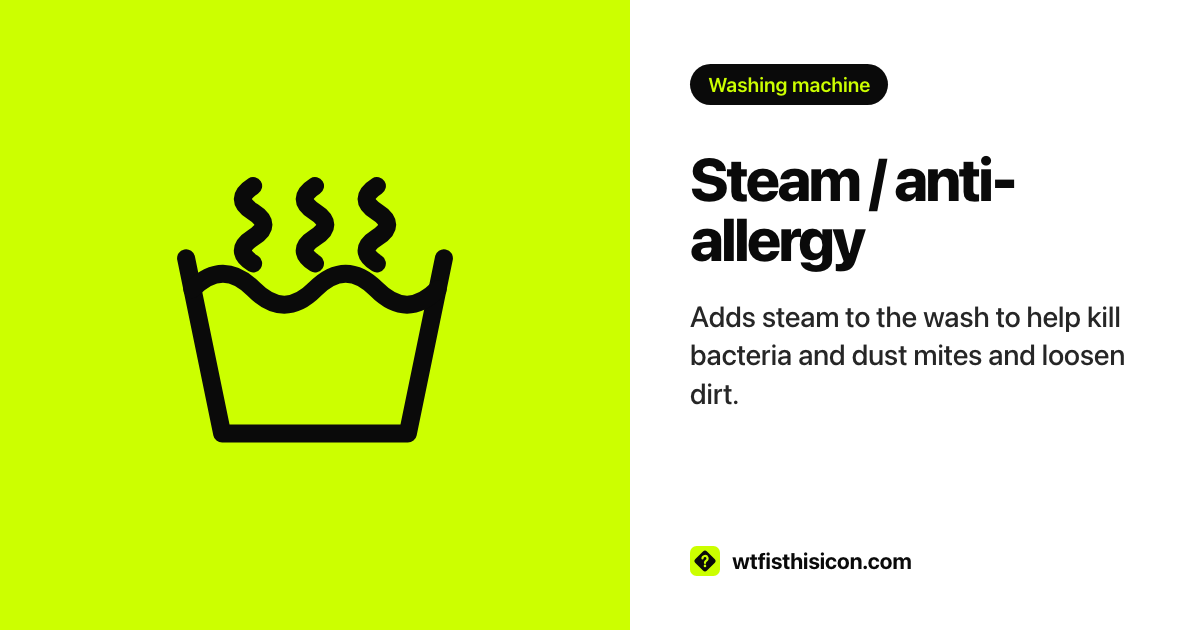 Washing machine
Steam / anti-
allergy
Adds steam to the wash to help kill
bacteria and dust mites and loosen
dirt.
?
wtfisthisicon.com